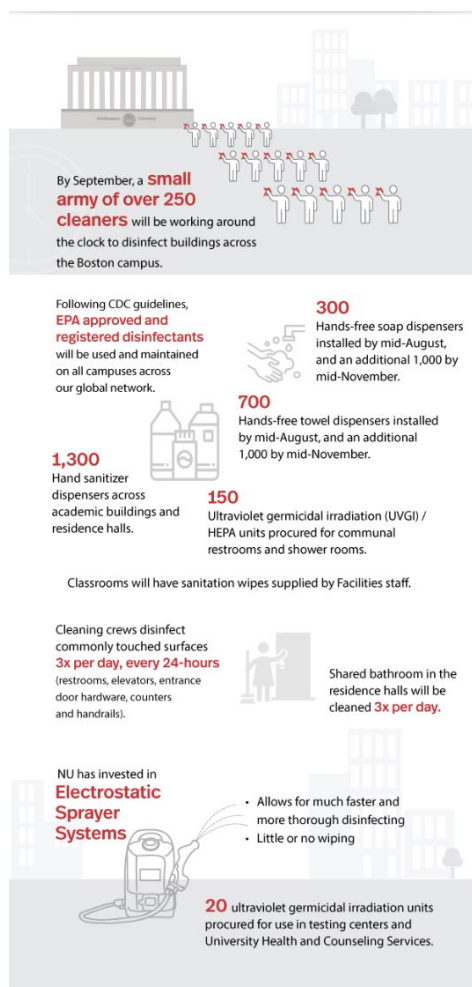 By September, a small
army of over 250
cleaners will be working around
the clock to disinfect buildings across
the Boston campus.
Following CDC guidelines,
EPA approved and
registered disinfectants
will be used and maintained
on all campuses across
our global network.
300
Hands-free soap dispensers
installed by mid-August,
and an additional 1,000 by
mid-November.
700
Hands-free towel dispensers installed
by mid-August, and an additional
1,000 by mid-November.
1,300
Hand sanitizer
dispensers across
academic buildings and
residence halls.
150
Ultraviolet germicidal irradiation (UVGI) /
HEPA units procured for communal
restrooms and shower rooms.
Classrooms will have sanitation wipes supplied by Facilities staff.
Cleaning crews disinfect
commonly touched surfaces
3x per day, every 24-hours
(restrooms, elevators, entrance
door hardware, counters
and handrails).
Shared bathroom in the
residence halls will be
cleaned 3x per day.
NU has invested in
Electrostatic
Sprayer
Systems
• Allows for much faster and
more thorough disinfecting
• Little or no wiping
20 ultraviolet germicidal irradiation units
procured for use in testing centers and
University Health and Counseling Services.